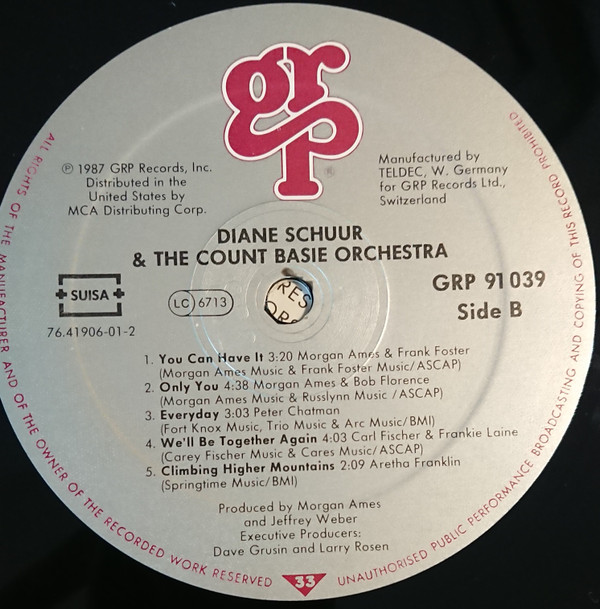 grp
®
℗ 1987 GRP Records, Inc.
Distributed in the
United States by
MCA Distributing Corp.
Manufactured by
TELDEC, W. Germany
for GRP Records Ltd.,
Switzerland
DIANE SCHUUR
& THE COUNT BASIE ORCHESTRA
SUISA
76.41906-01-2
LC 6713
RES
GRP 91 039
Side B
1. You Can Have It 3:20 Morgan Ames & Frank Foster
(Morgan Ames Music & Frank Foster Music/ASCAP)
2. Only You 4:38 Morgan Ames & Bob Florence
(Morgan Ames Music & Russlynn Music /ASCAP)
3. Everyday 3:03 Peter Chatman
(Fort Knox Music, Trio Music & Arc Music/BMI)
4. We'll Be Together Again 4:03 Carl Fischer & Frankie Laine
(Carey Fischer Music & Cares Music/ASCAP)
5. Climbing Higher Mountains 2:09 Aretha Franklin
(Springtime Music/BMI)
Produced by Morgan Ames
and Jeffrey Weber
Executive Producers:
Dave Grusin and Larry Rosen
ALL RIGHTS OF THE MANUFACTURER AND OF THE OWNER OF THE RECORDED WORK RESERVED
33
UNAUTHORISED PUBLIC PERFORMANCE BROADCASTING AND COPYING OF THIS RECORD PROHIBITED